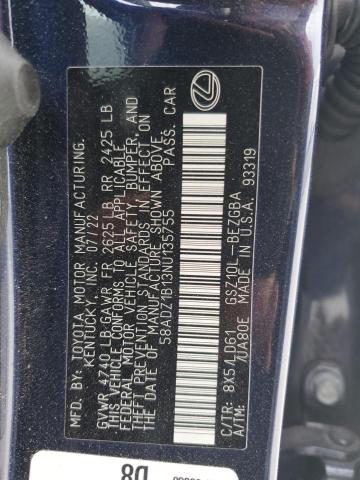 MFD. BY: TOYOTA MOTOR MANUFACTURING,
KENTUCKY, INC. 07/22
GVWR 4740 LB GAWR FR 2625 LB RR 2425 LB
THIS VEHICLE CONFORMS TO ALL APPLICABLE
FEDERAL MOTOR VEHICLE SAFETY, BUMPER, AND
THEFT PREVENTION STANDARDS IN EFFECT ON
THE DATE OF MANUFACTURE SHOWN ABOVE.
58ADZ1B13NU135755 PASS. CAR
C/TR: 8X5/LD61 GSZ10L-BEZGBA
A/TM: /UA80E MADE IN U.S.A. 93319
D8